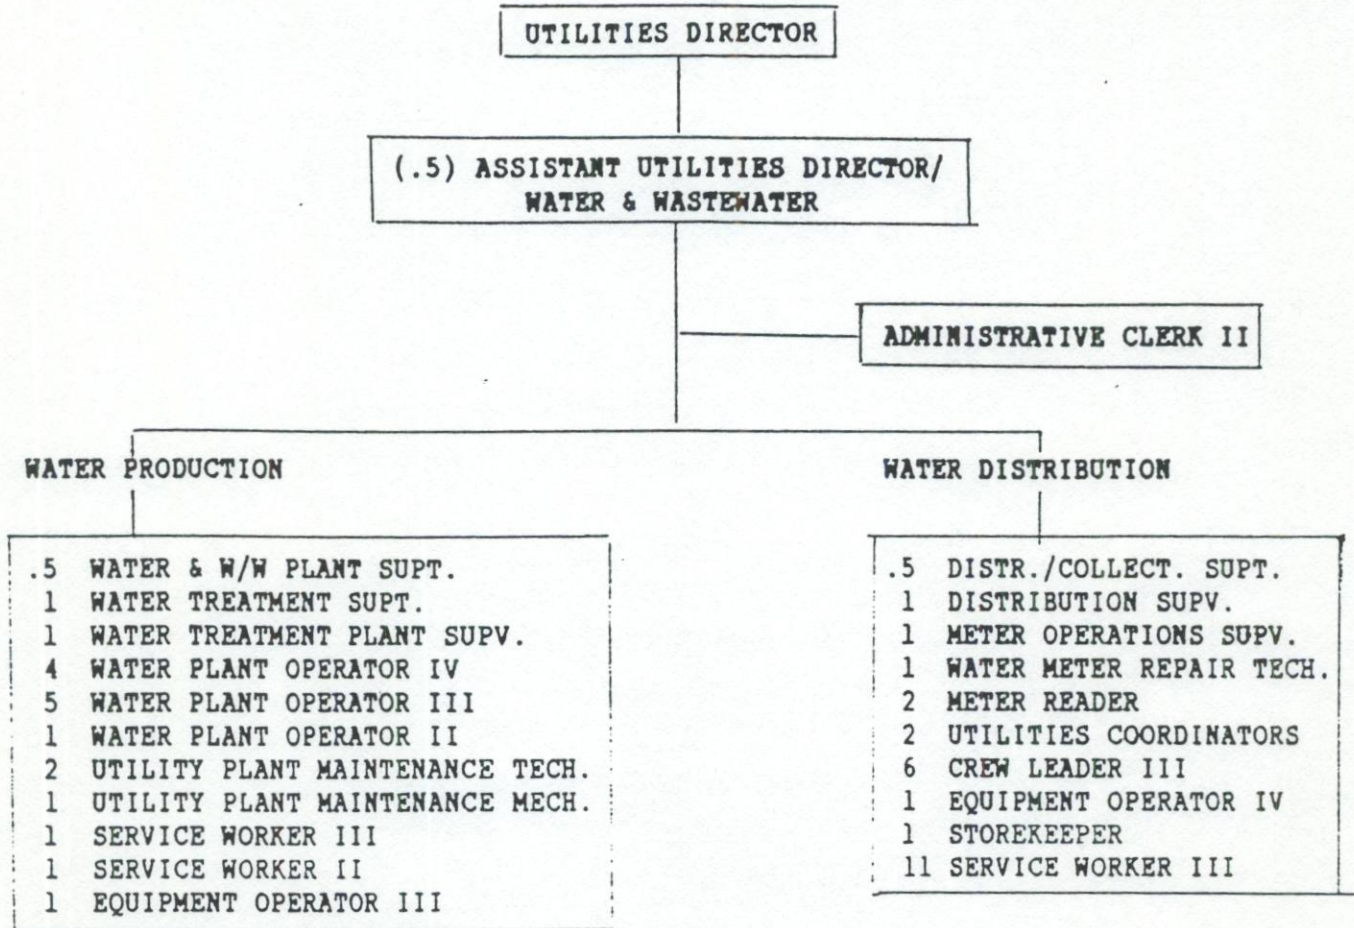 UTILITIES DIRECTOR
(.5) ASSISTANT UTILITIES DIRECTOR/
WATER & WASTEWATER
ADMINISTRATIVE CLERK II
WATER PRODUCTION
.5 WATER & W/W PLANT SUPT.
1 WATER TREATMENT SUPT.
1 WATER TREATMENT PLANT SUPV.
4 WATER PLANT OPERATOR IV
5 WATER PLANT OPERATOR III
1 WATER PLANT OPERATOR II
2 UTILITY PLANT MAINTENANCE TECH.
1 UTILITY PLANT MAINTENANCE MECH.
1 SERVICE WORKER III
1 SERVICE WORKER II
1 EQUIPMENT OPERATOR III
WATER DISTRIBUTION
.5 DISTR./COLLECT. SUPT.
1 DISTRIBUTION SUPV.
1 METER OPERATIONS SUPV.
1 WATER METER REPAIR TECH.
2 METER READER
2 UTILITIES COORDINATORS
6 CREW LEADER III
1 EQUIPMENT OPERATOR IV
1 STOREKEEPER
11 SERVICE WORKER III